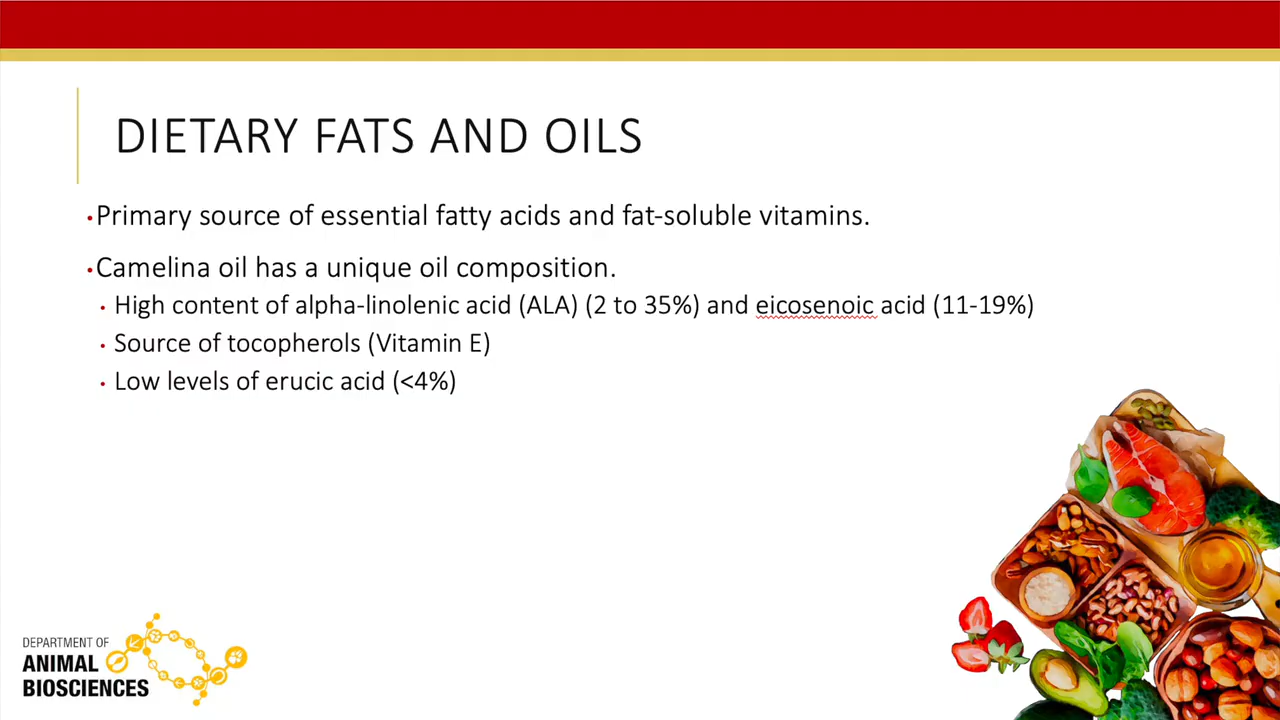 DIETARY FATS AND OILS
•Primary source of essential fatty acids and fat-soluble vitamins.
•Camelina oil has a unique oil composition.
• High content of alpha-linolenic acid (ALA) (2 to 35%) and eicosenoic acid (11-19%)
• Source of tocopherols (Vitamin E)
• Low levels of erucic acid (<4%)
DEPARTMENT OF
ANIMAL
BIOSCIENCES